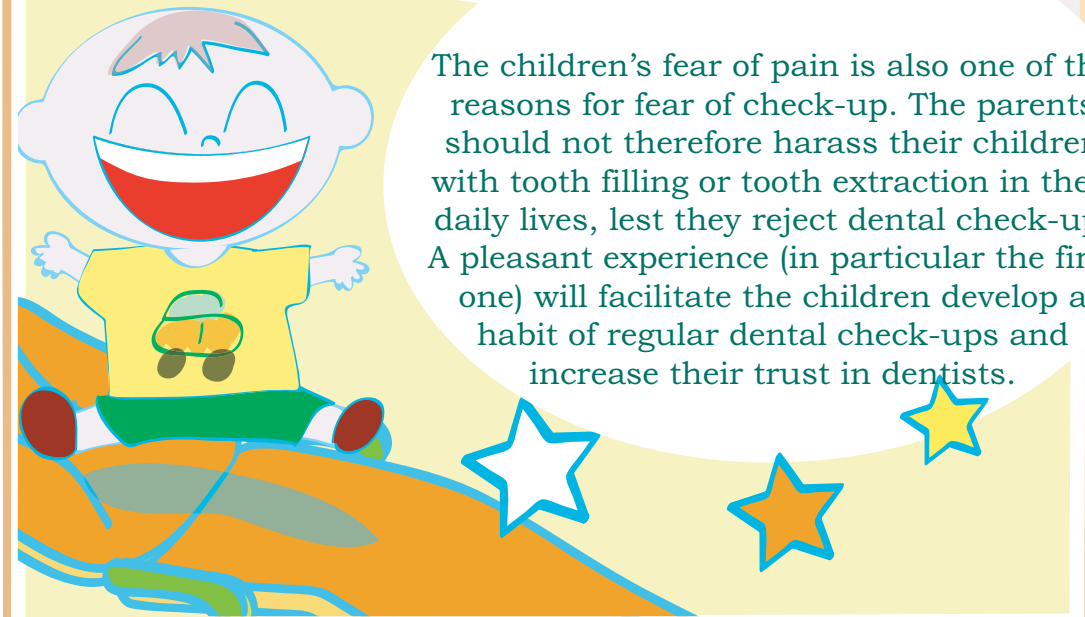 The children’s fear of pain is also one of th
reasons for fear of check-up. The parents
should not therefore harass their children
with tooth filling or tooth extraction in the
daily lives, lest they reject dental check-up
A pleasant experience (in particular the fir
one) will facilitate the children develop a
habit of regular dental check-ups and
increase their trust in dentists.